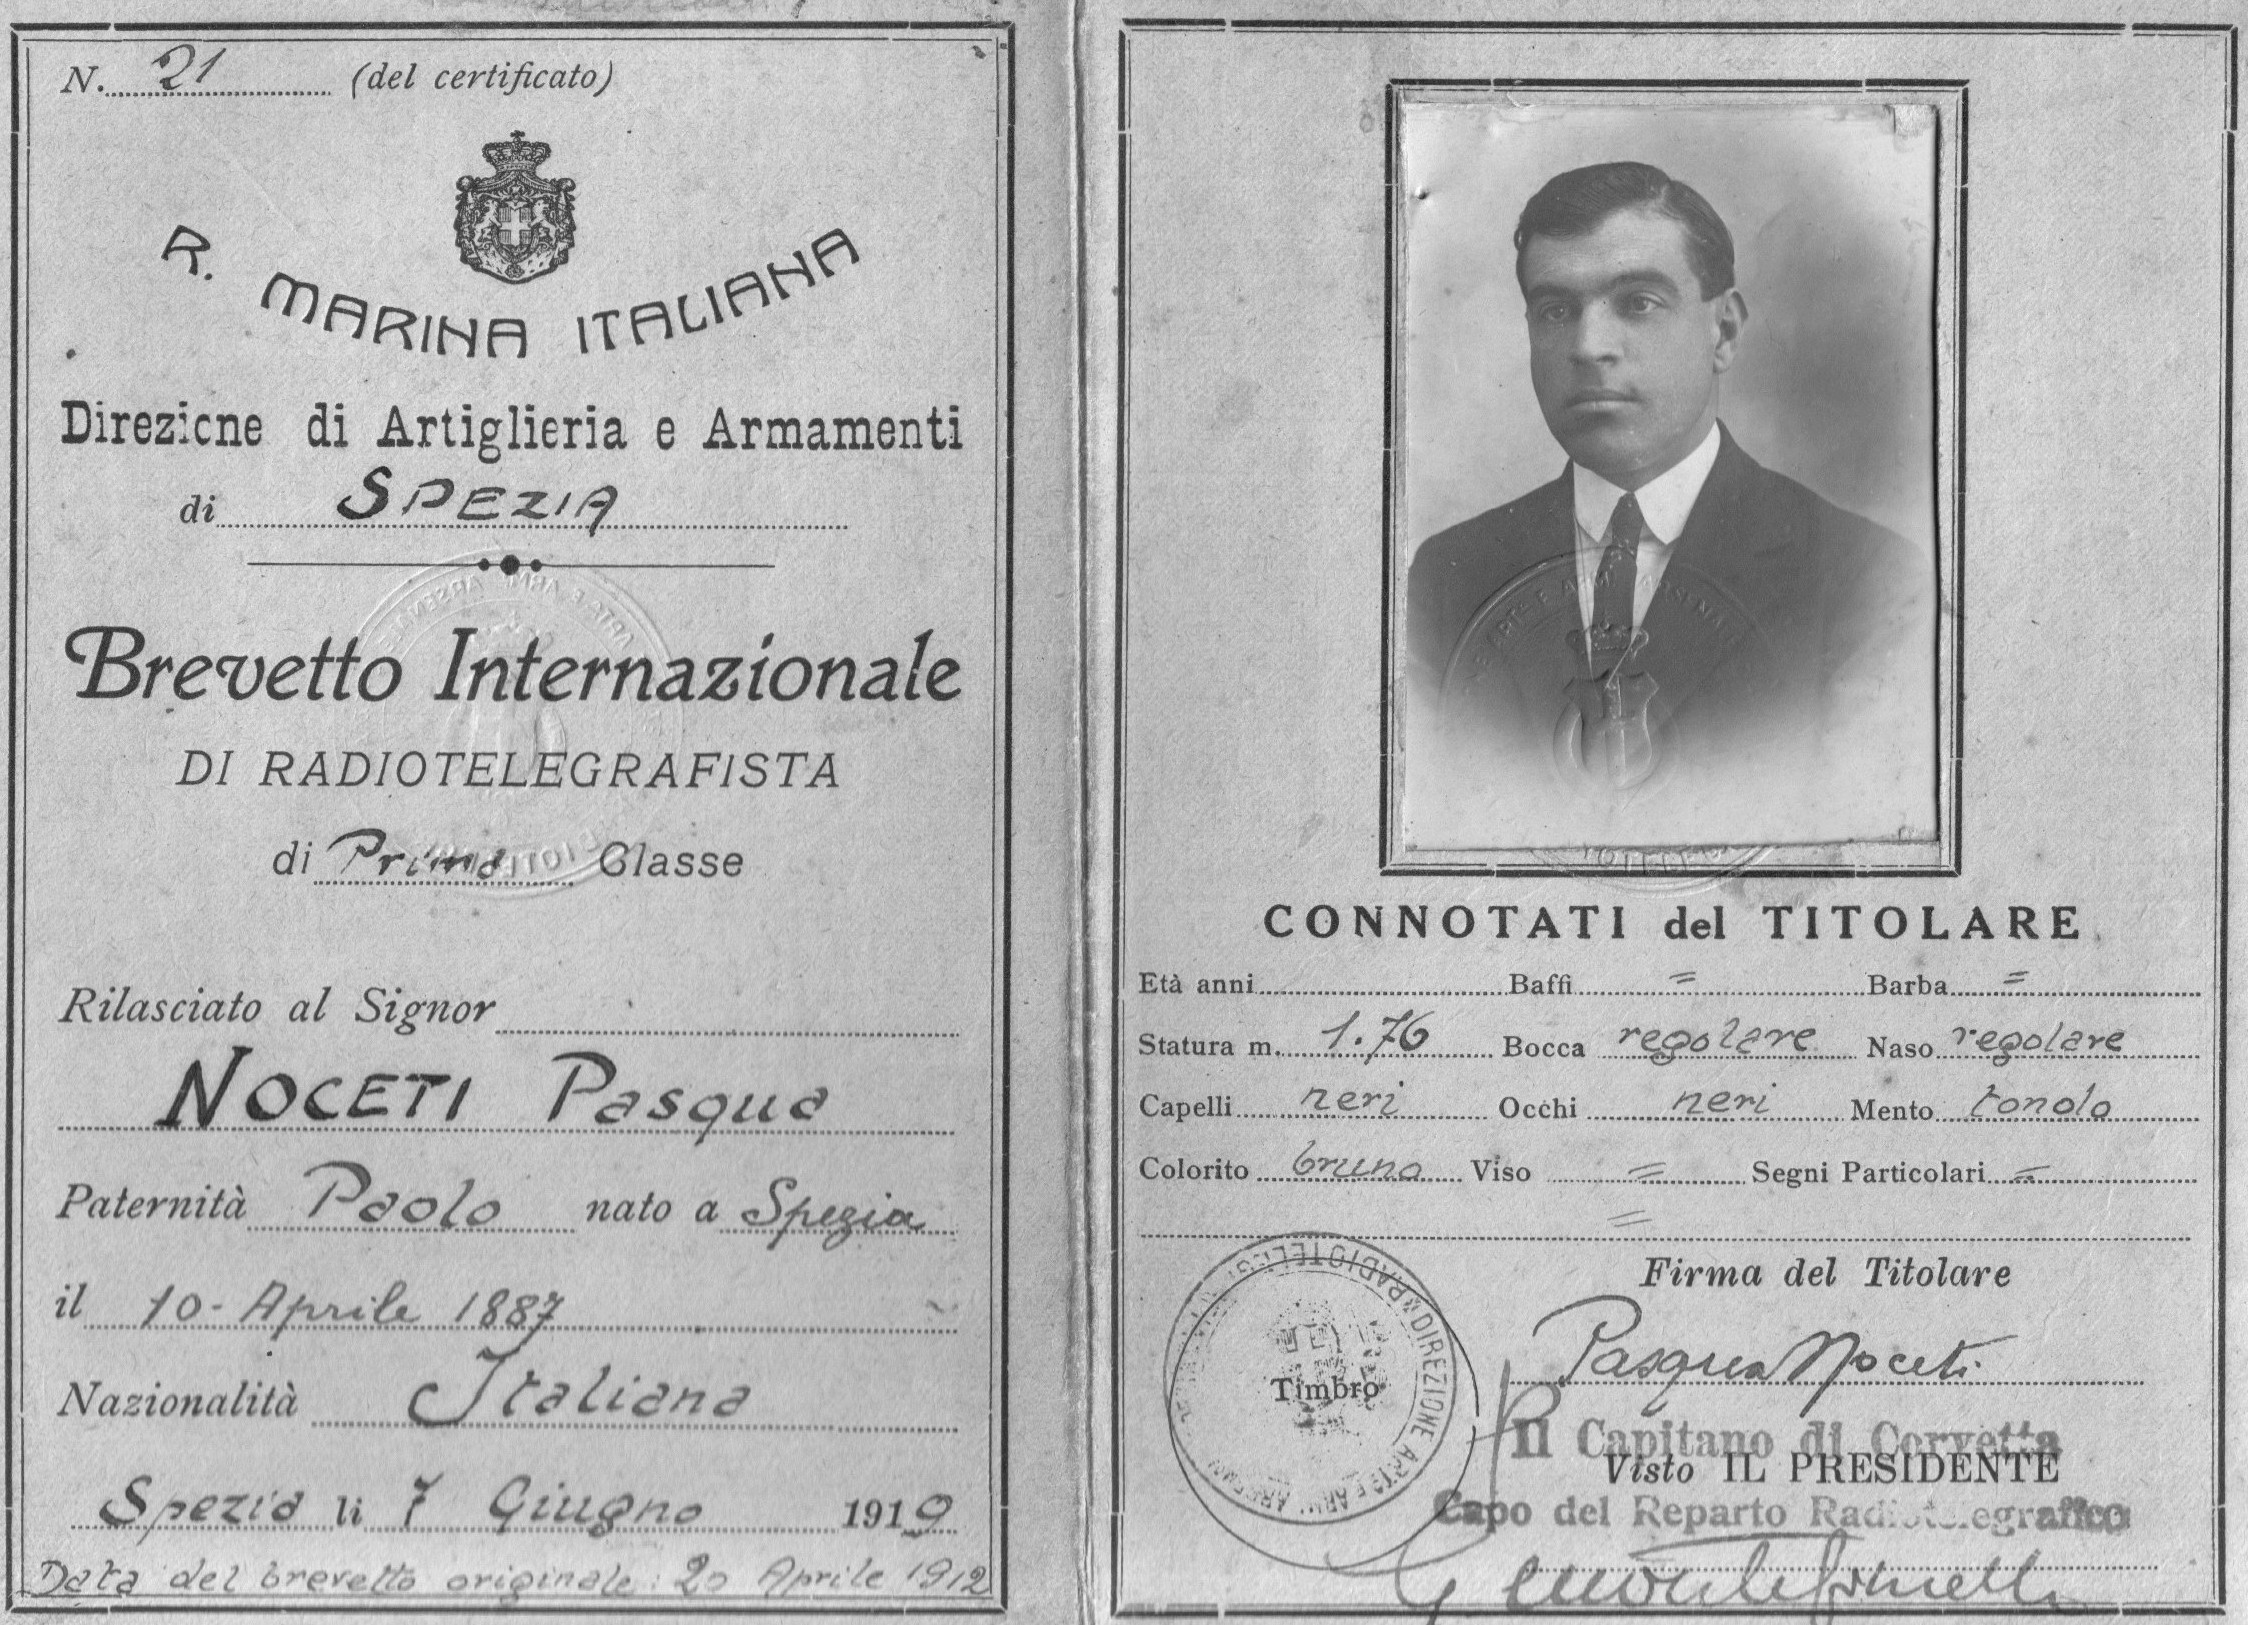 N. 21 (del certificato)
R. MARINA ITALIANA
Direzione di Artiglieria e Armamenti
di SPEZIA
Brevetto Internazionale
DI RADIOTELEGRAFISTA
di Prima Classe
Rilasciato al Signor
NOCETI Pasqua
Paternità Paolo nato a Spezia
il 10 - Aprile 1887
Nazionalità Italiana
Spezia li 7 Giugno 1919
Data del brevetto originale: 20 Aprile 1912
CONNOTATI del TITOLARE
Età anni Baffi = Barba =
Statura m. 1.76 Bocca regolare Naso regolare
Capelli neri Occhi neri Mento tondo
Colorito bruno Viso = Segni Particolari =
=
Firma del Titolare
Pasqua Noceti
Timbro
DIREZIONE ARTE E ARM
Il Capitano di Corvetta
Visto IL PRESIDENTE
Capo del Reparto Radiotelegrafico